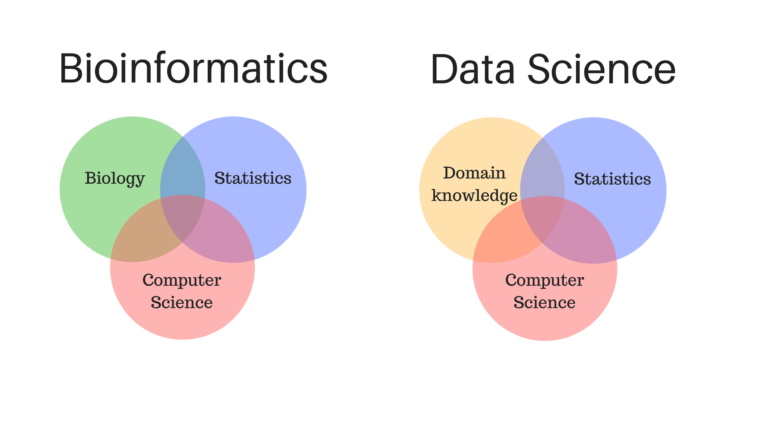 Bioinformatics
Biology
Statistics
Computer
Science
Data Science
Domain
knowledge
Statistics
Computer
Science